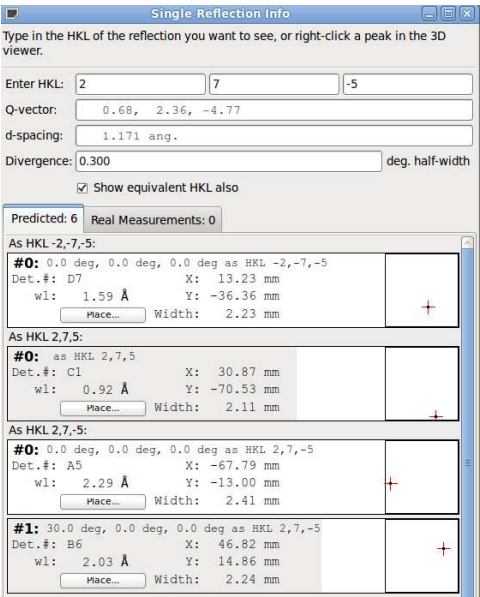 Single Reflection Info
Type in the HKL of the reflection you want to see, or right-click a peak in the 3D
viewer.
Enter HKL: 2 7 -5
Q-vector: 0.68, 2.36, -4.77
d-spacing: 1.171 ang.
Divergence: 0.300 deg. half-width
Show equivalent HKL also
Predicted: 6 Real Measurements: 0
As HKL -2,-7,-5:
#0: 0.0 deg, 0.0 deg, 0.0 deg as HKL -2,-7,-5
Det.#: D7 X: 13.23 mm
wl: 1.59 Å Y: -36.36 mm
Place... Width: 2.23 mm
As HKL 2,7,5:
#0: as HKL 2,7,5
Det.#: C1 X: 30.87 mm
wl: 0.92 Å Y: -70.53 mm
Place... Width: 2.11 mm
As HKL 2,7,-5:
#0: 0.0 deg, 0.0 deg, 0.0 deg as HKL 2,7,-5
Det.#: A5 X: -67.79 mm
wl: 2.29 Å Y: -13.00 mm
Place... Width: 2.41 mm
#1: 30.0 deg, 0.0 deg, 0.0 deg as HKL 2,7,-5
Det.#: B6 X: 46.82 mm
wl: 2.03 Å Y: 14.86 mm
Place... Width: 2.24 mm